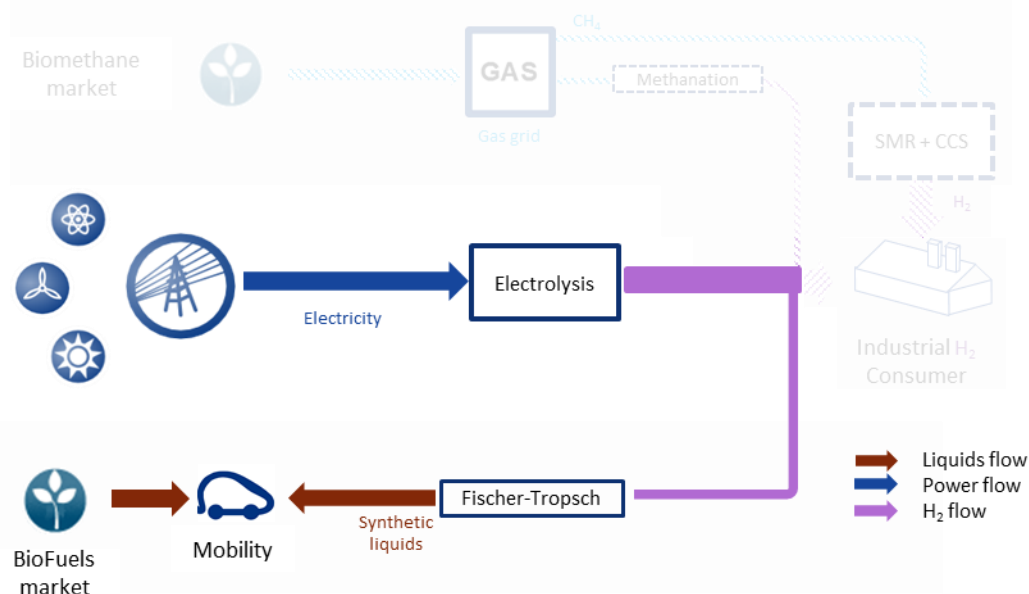 CH₄
Biomethane
market
GAS
Methanation
Gas grid
SMR + CCS
H₂
Electrolysis
Electricity
Industrial H₂
Consumer
Liquids flow
Power flow
H₂ flow
Fischer-Tropsch
Synthetic
liquids
Mobility
BioFuels
market